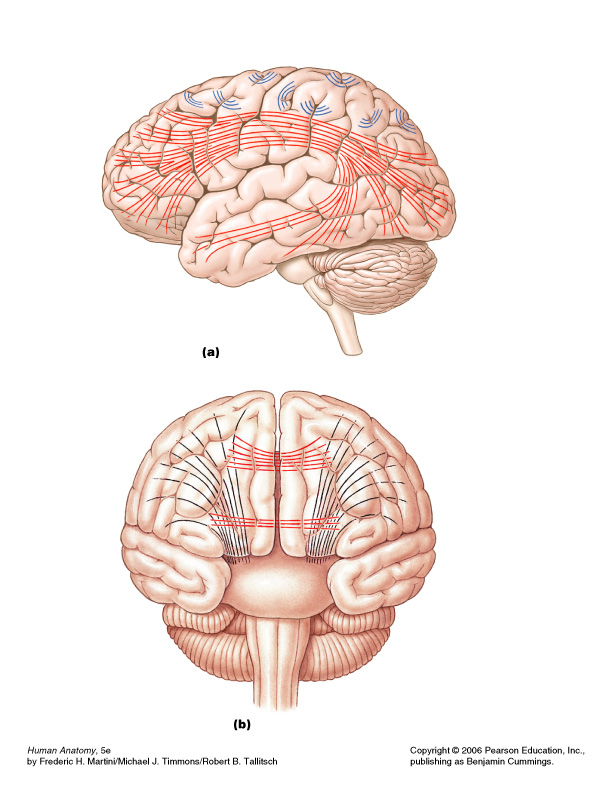 (a)
(b)
Human Anatomy, 5e
by Frederic H. Martini/Michael J. Timmons/Robert B. Tallitsch
Copyright © 2006 Pearson Education, Inc.,
publishing as Benjamin Cummings.